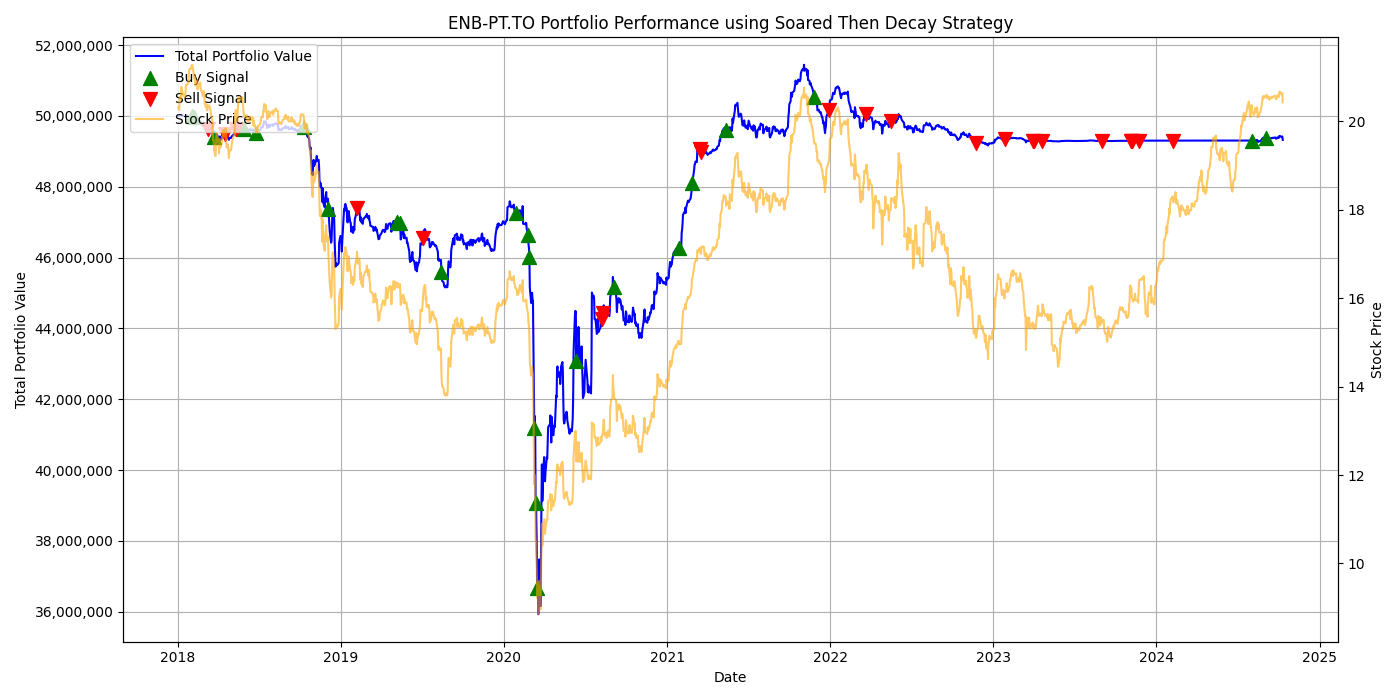 ENB-PT.TO Portfolio Performance using Soared Then Decay Strategy
Total Portfolio Value
Buy Signal
Sell Signal
Stock Price
52,000,000
50,000,000
48,000,000
46,000,000
44,000,000
42,000,000
40,000,000
38,000,000
36,000,000
Total Portfolio Value
20
18
16
14
12
10
Stock Price
2018
2019
2020
2021
2022
2023
2024
2025
Date